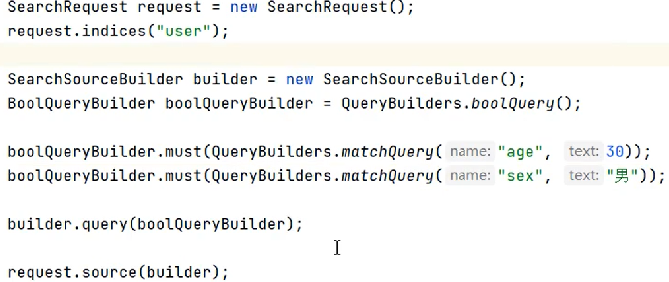 SearchRequest request = new SearchRequest();
request.indices("user");
SearchSourceBuilder builder = new SearchSourceBuilder();
BoolQueryBuilder boolQueryBuilder = QueryBuilders.boolQuery();
boolQueryBuilder.must(QueryBuilders.matchQuery( name: "age", text: 30));
boolQueryBuilder.must(QueryBuilders.matchQuery( name: "sex", text: "男"));
builder.query(boolQueryBuilder);
request.source(builder);